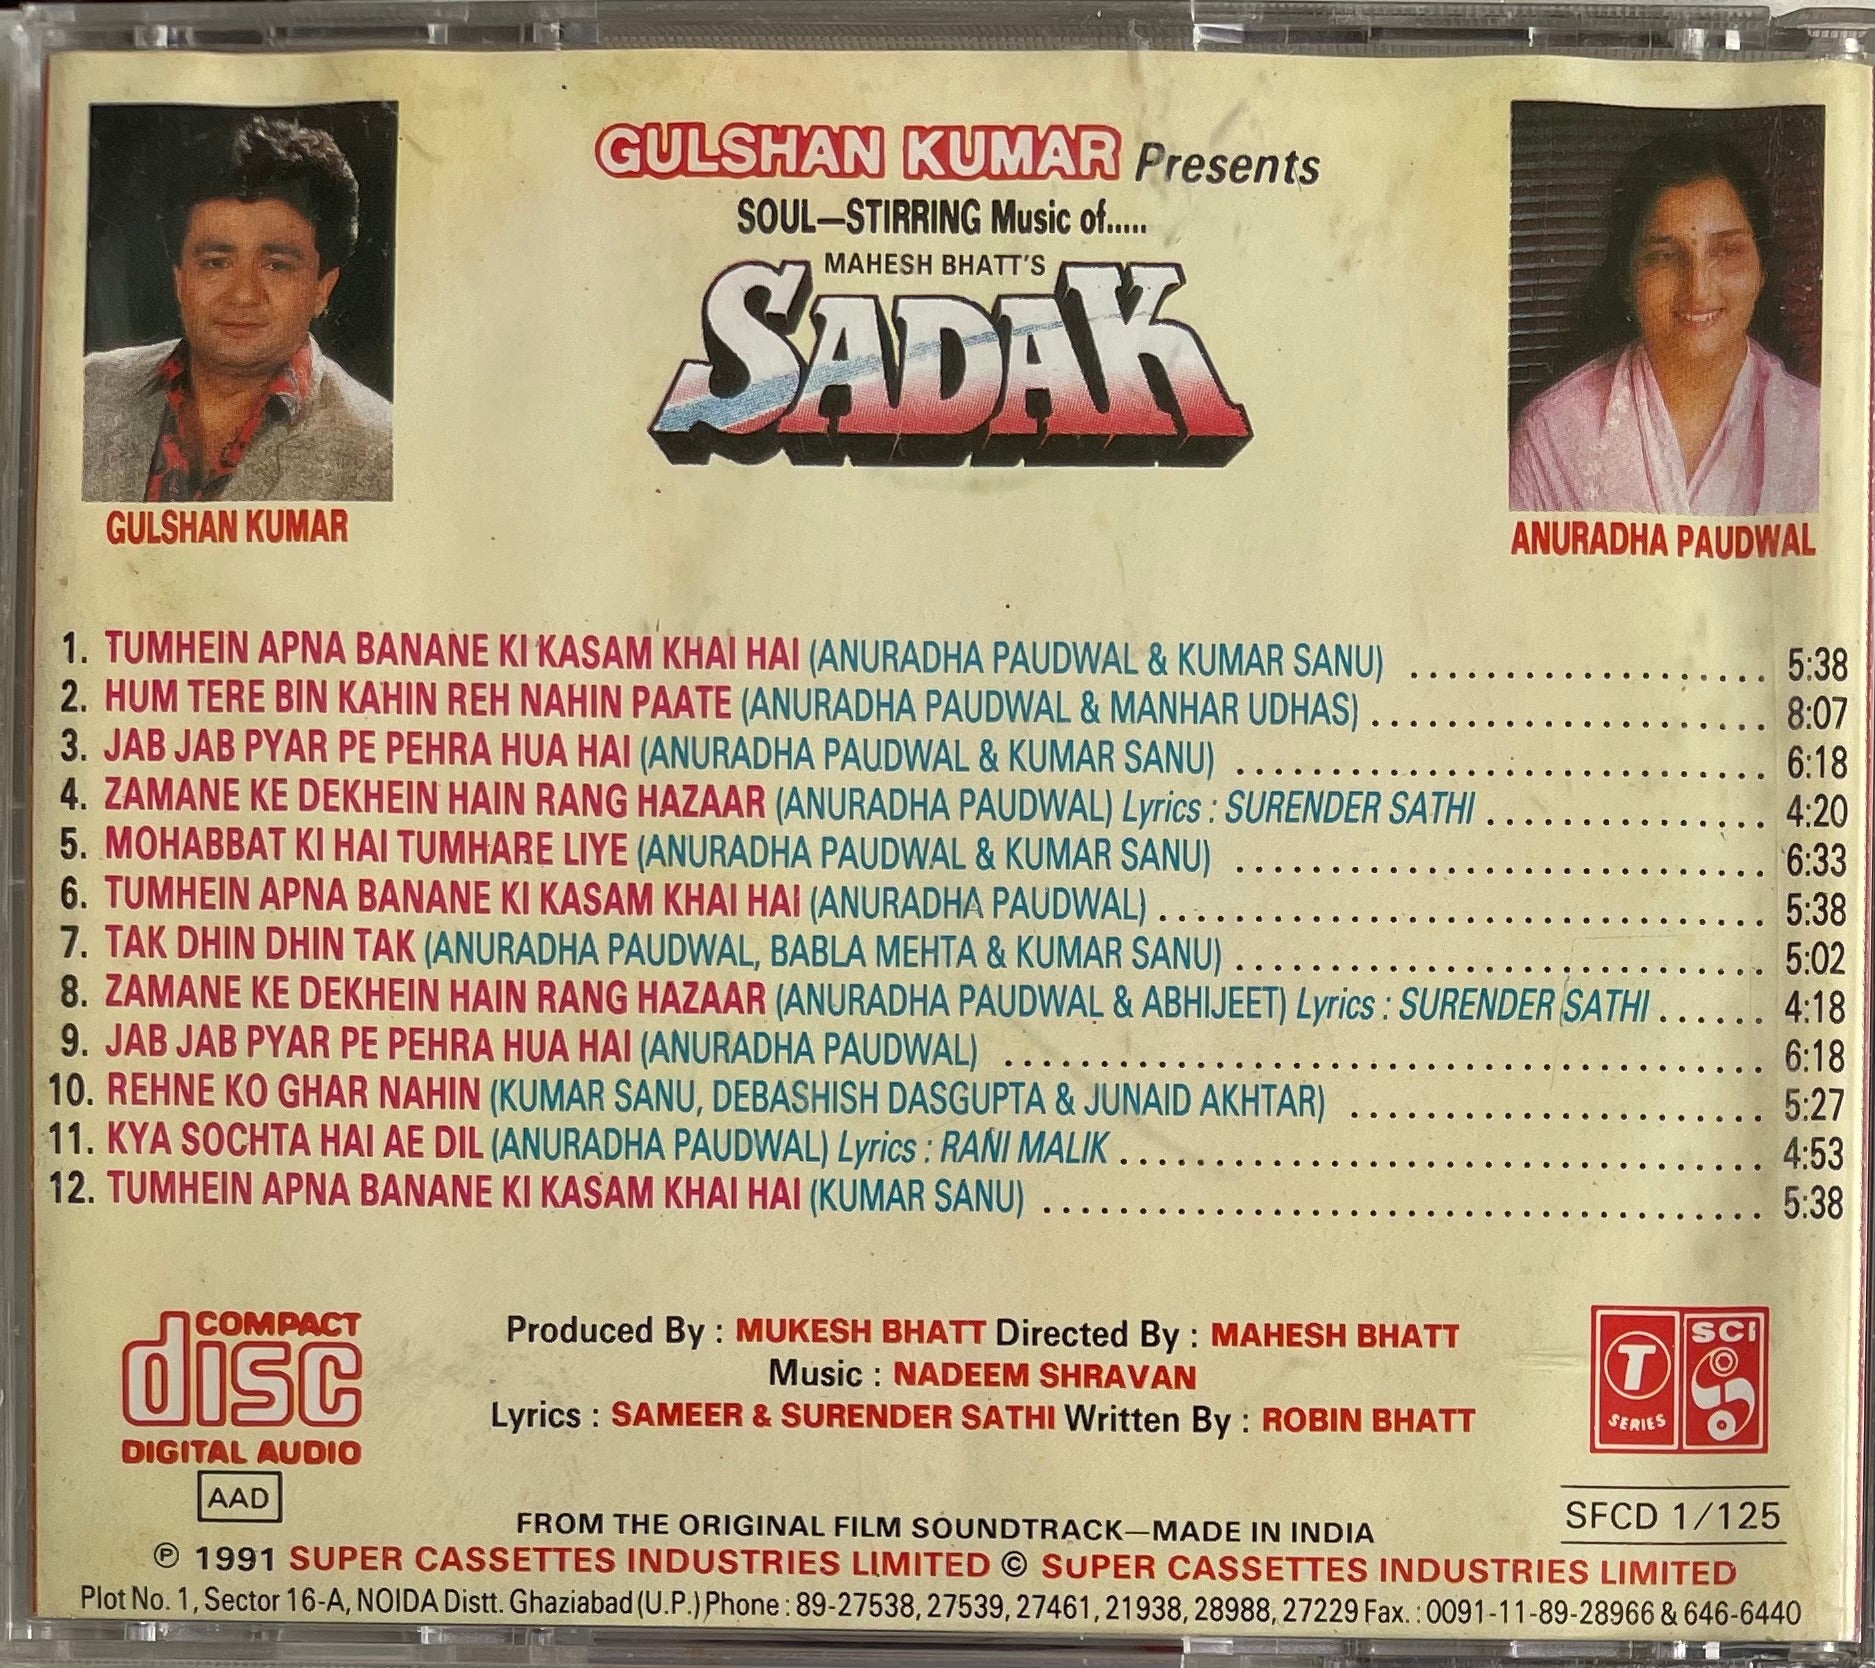 GULSHAN KUMAR Presents
SOUL—STIRRING Music of.....
MAHESH BHATT'S
SADAK
GULSHAN KUMAR
ANURADHA PAUDWAL
1. TUMHEIN APNA BANANE KI KASAM KHAI HAI (ANURADHA PAUDWAL & KUMAR SANU) .................... 5:38
2. HUM TERE BIN KAHIN REH NAHIN PAATE (ANURADHA PAUDWAL & MANHAR UDHAS) ...................... 8:07
3. JAB JAB PYAR PE PEHRA HUA HAI (ANURADHA PAUDWAL & KUMAR SANU) ............................. 6:18
4. ZAMANE KE DEKHEIN HAIN RANG HAZAAR (ANURADHA PAUDWAL) Lyrics : SURENDER SATHI ............... 4:20
5. MOHABBAT KI HAI TUMHARE LIYE (ANURADHA PAUDWAL & KUMAR SANU) ............................. 6:33
6. TUMHEIN APNA BANANE KI KASAM KHAI HAI (ANURADHA PAUDWAL) ................................. 5:38
7. TAK DHIN DHIN TAK (ANURADHA PAUDWAL, BABLA MEHTA & KUMAR SANU) ............................. 5:02
8. ZAMANE KE DEKHEIN HAIN RANG HAZAAR (ANURADHA PAUDWAL & ABHIJEET) Lyrics : SURENDER SATHI ...... 4:18
9. JAB JAB PYAR PE PEHRA HUA HAI (ANURADHA PAUDWAL) ......................................... 6:18
10. REHNE KO GHAR NAHIN (KUMAR SANU, DEBASHISH DASGUPTA & JUNAID AKHTAR) ....................... 5:27
11. KYA SOCHTA HAI AE DIL (ANURADHA PAUDWAL) Lyrics : RANI MALIK ................................... 4:53
12. TUMHEIN APNA BANANE KI KASAM KHAI HAI (KUMAR SANU) ....................................... 5:38
COMPACT
disc
DIGITAL AUDIO
AAD
Produced By : MUKESH BHATT Directed By : MAHESH BHATT
Music : NADEEM SHRAVAN
Lyrics : SAMEER & SURENDER SATHI Written By : ROBIN BHATT
T
SERIES
SCI
SFCD 1/125
FROM THE ORIGINAL FILM SOUNDTRACK—MADE IN INDIA
℗ 1991 SUPER CASSETTES INDUSTRIES LIMITED © SUPER CASSETTES INDUSTRIES LIMITED
Plot No. 1, Sector 16-A, NOIDA Distt. Ghaziabad (U.P.) Phone : 89-27538, 27539, 27461, 21938, 28988, 27229 Fax. : 0091-11-89-28966 & 646-6440